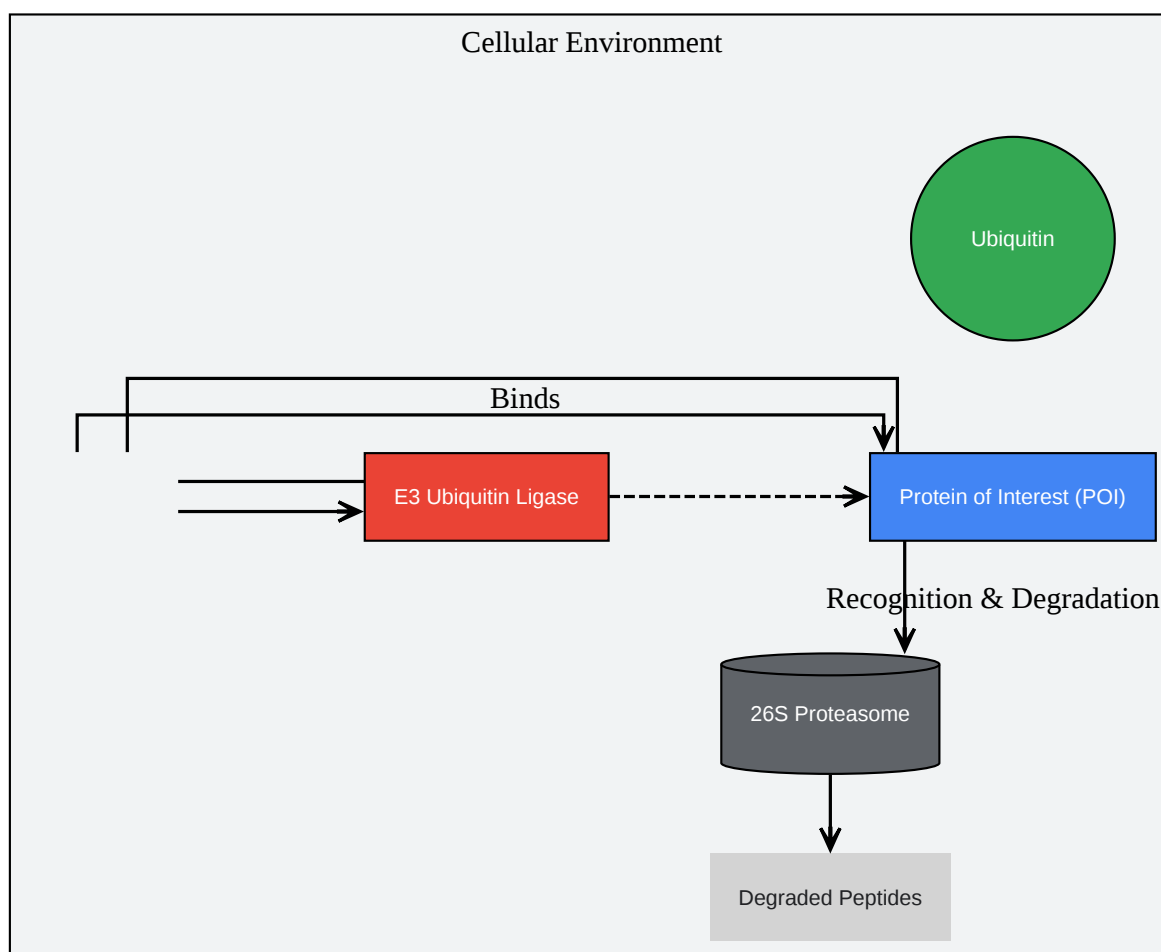 Cellular Environment
Ubiquitin
Binds
E3 Ubiquitin Ligase
Protein of Interest (POI)
Recognition & Degradation
26S Proteasome
Degraded Peptides